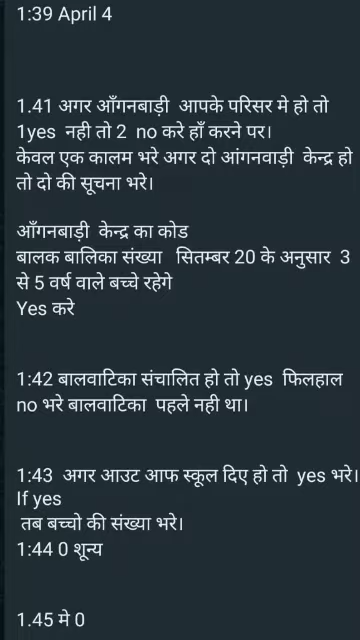 1:39 April 4
1.41 अगर आँगनबाड़ी आपके परिसर मे हो तो
1yes नही तो 2 no करे हाँ करने पर।
केवल एक कालम भरे अगर दो आंगनवाड़ी केन्द्र हो
तो दो की सूचना भरे।
आँगनबाड़ी केन्द्र का कोड
बालक बालिका संख्या सितम्बर 20 के अनुसार 3
से 5 वर्ष वाले बच्चे रहेगे
Yes करे
1:42 बालवाटिका संचालित हो तो yes फिलहाल
no भरे बालवाटिका पहले नही था।
1:43 अगर आउट आफ स्कूल दिए हो तो yes भरे।
If yes
तब बच्चो की संख्या भरे।
1:44 0 शून्य
1.45 मे 0